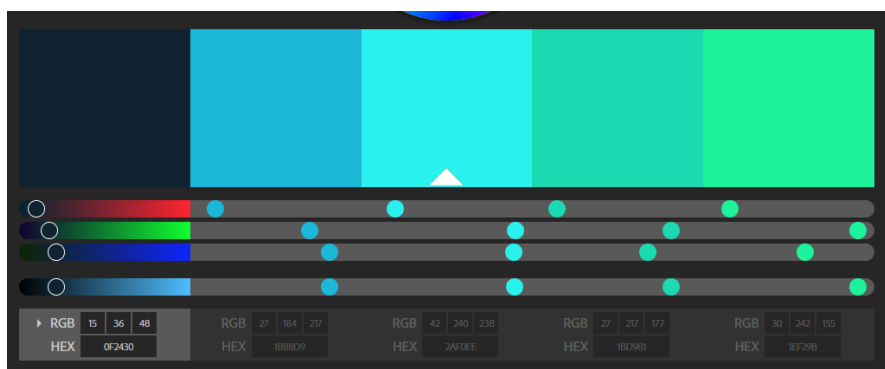 RGB 15 36 48 RGB 27 184 217 RGB 42 240 238 RGB 27 217 177 RGB 30 242 155
HEX 0F2430 HEX 1BB8D9 HEX 2AF0EE HEX 1BD9B1 HEX 1EF29B